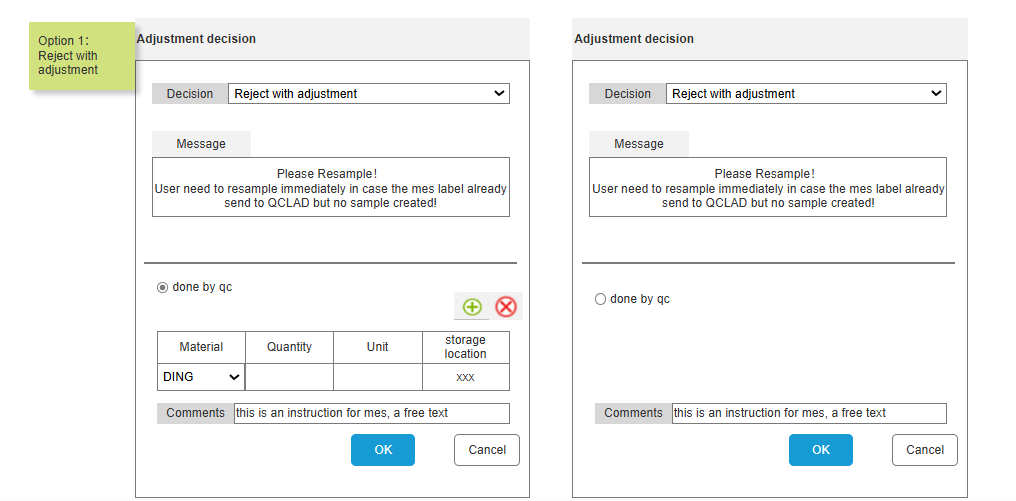 Option 1:
Reject with
adjustment
Adjustment decision
Decision
Reject with adjustment
Message
Please Resample!
User need to resample immediately in case the mes label already
send to QCLAD but no sample created!
done by qc
Material
Quantity
Unit
storage
location
DING
xxx
Comments
this is an instruction for mes, a free text
OK
Cancel
Adjustment decision
Decision
Reject with adjustment
Message
Please Resample!
User need to resample immediately in case the mes label already
send to QCLAD but no sample created!
done by qc
Comments
this is an instruction for mes, a free text
OK
Cancel